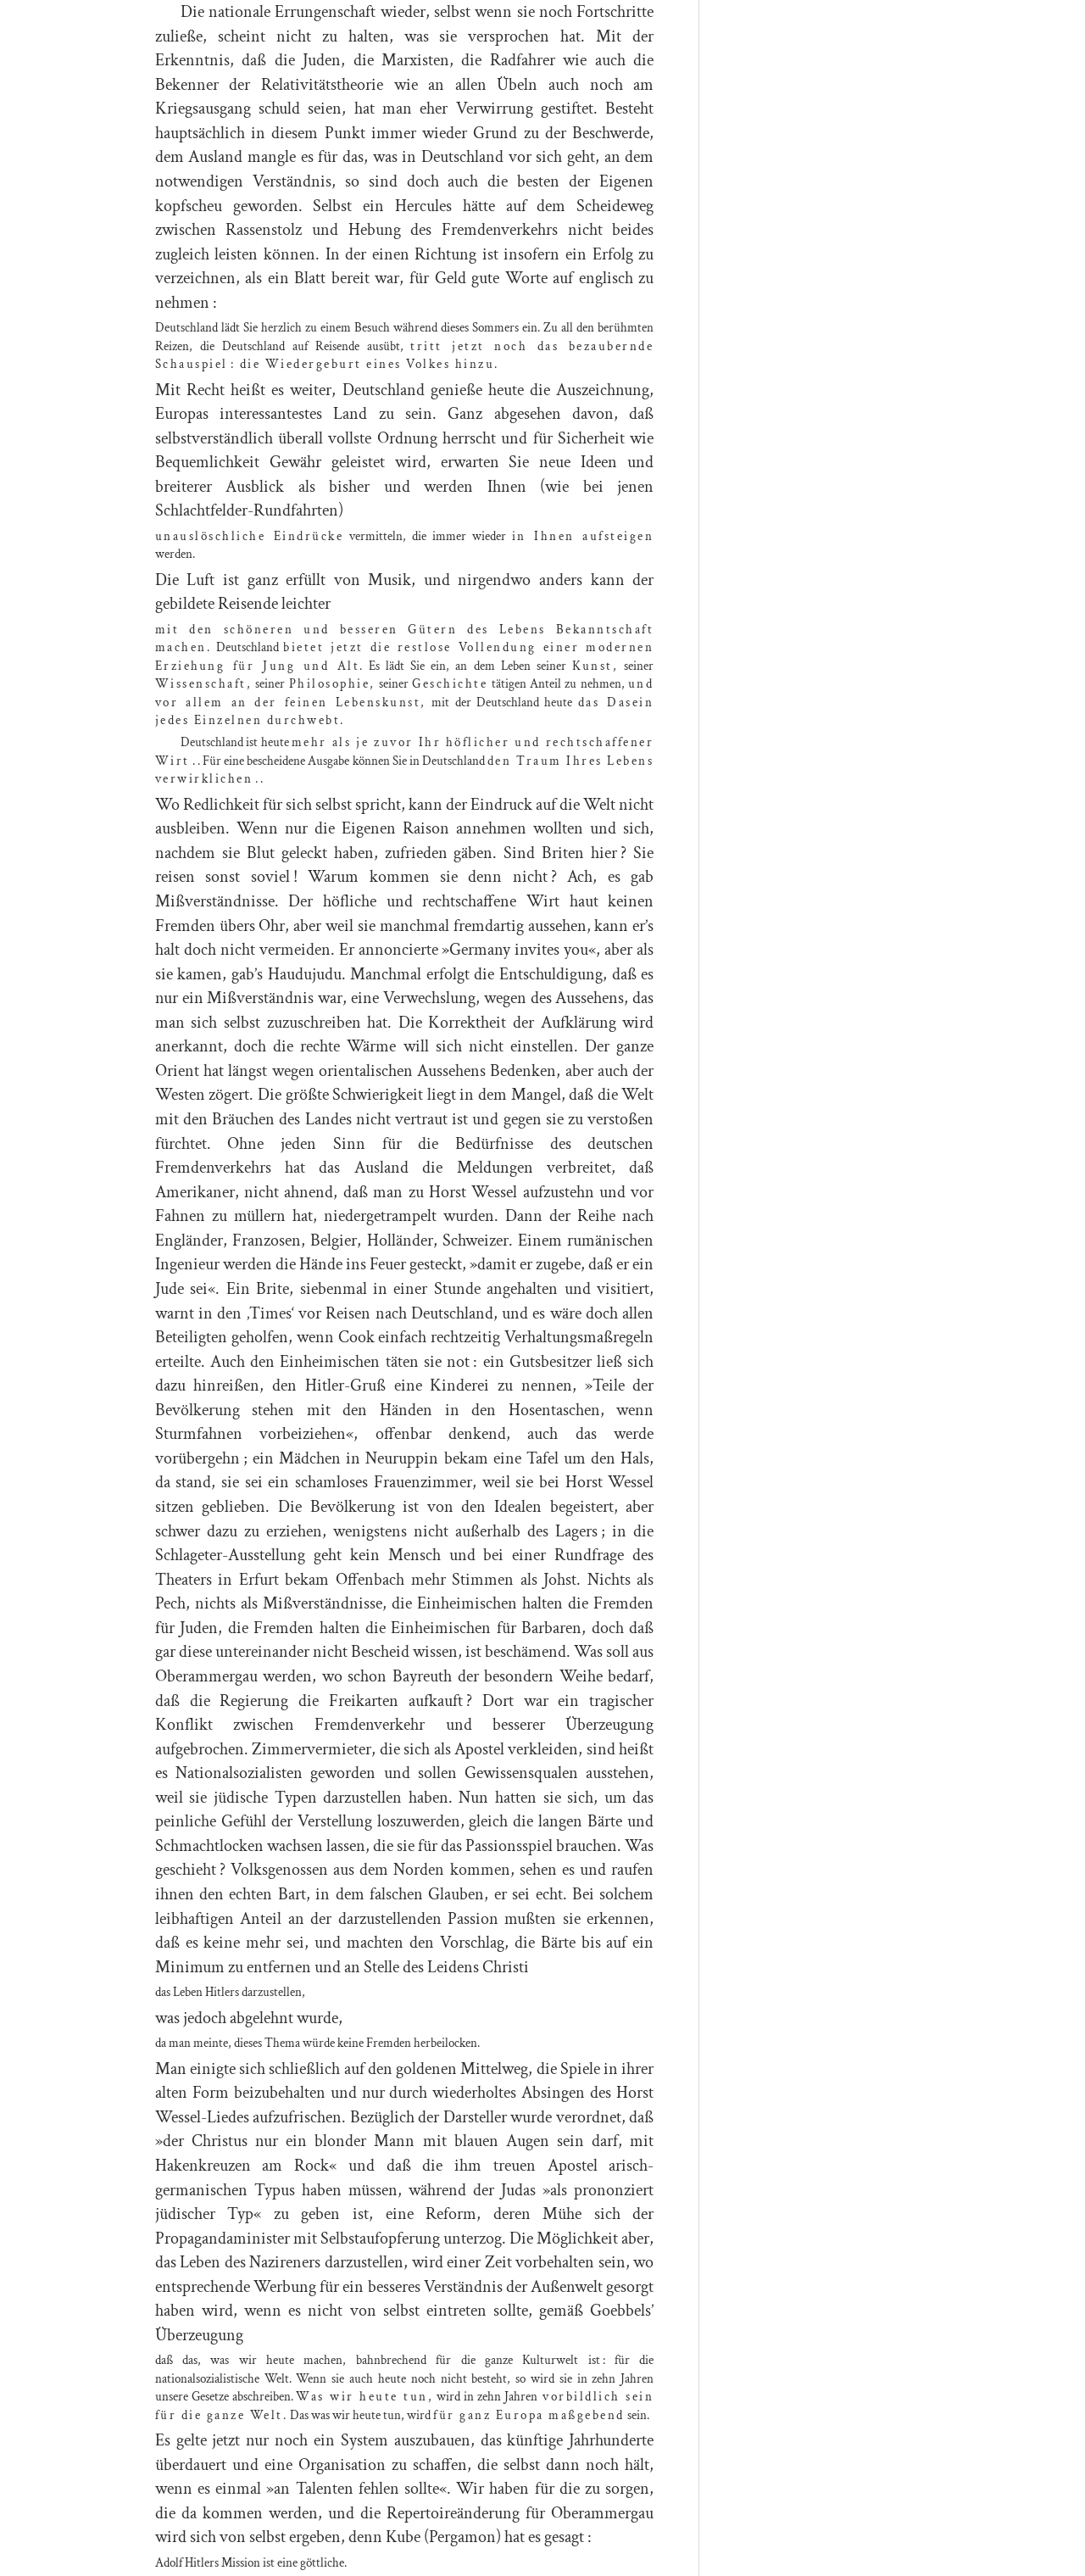 Die nationale Errungenschaft wieder, selbst wenn sie noch Fortschritte
zuließe, scheint nicht zu halten, was sie versprochen hat. Mit der
Erkenntnis, daß die Juden, die Marxisten, die Radfahrer wie auch die
Bekenner der Relativitätstheorie wie an allen Übeln auch noch am
Kriegsausgang schuld seien, hat man eher Verwirrung gestiftet. Besteht
hauptsächlich in diesem Punkt immer wieder Grund zu der Beschwerde,
dem Ausland mangle es für das, was in Deutschland vor sich geht, an dem
notwendigen Verständnis, so sind doch auch die besten der Eigenen
kopfscheu geworden. Selbst ein Hercules hätte auf dem Scheideweg
zwischen Rassenstolz und Hebung des Fremdenverkehrs nicht beides
zugleich leisten können. In der einen Richtung ist insofern ein Erfolg zu
verzeichnen, als ein Blatt bereit war, für Geld gute Worte auf englisch zu
nehmen :
Deutschland lädt Sie herzlich zu einem Besuch während dieses Sommers ein. Zu all den berühmten
Reizen, die Deutschland auf Reisende ausübt, tritt jetzt noch das bezaubernde
Schauspiel : die Wiedergeburt eines Volkes hinzu.
Mit Recht heißt es weiter, Deutschland genieße heute die Auszeichnung,
Europas interessantestes Land zu sein. Ganz abgesehen davon, daß
selbstverständlich überall vollste Ordnung herrscht und für Sicherheit wie
Bequemlichkeit Gewähr geleistet wird, erwarten Sie neue Ideen und
breiterer Ausblick als bisher und werden Ihnen (wie bei jenen
Schlachtfelder-Rundfahrten)
unauslöschliche Eindrücke vermitteln, die immer wieder in Ihnen aufsteigen
werden.
Die Luft ist ganz erfüllt von Musik, und nirgendwo anders kann der
gebildete Reisende leichter
mit den schöneren und besseren Gütern des Lebens Bekanntschaft
machen. Deutschland bietet jetzt die restlose Vollendung einer modernen
Erziehung für Jung und Alt. Es lädt Sie ein, an dem Leben seiner Kunst, seiner
Wissenschaft, seiner Philosophie, seiner Geschichte tätigen Anteil zu nehmen, und
vor allem an der feinen Lebenskunst, mit der Deutschland heute das Dasein
jedes Einzelnen durchwebt.
Deutschland ist heute mehr als je zuvor Ihr höflicher und rechtschaffener
Wirt . . Für eine bescheidene Ausgabe können Sie in Deutschland den Traum Ihres Lebens
verwirklichen . .
Wo Redlichkeit für sich selbst spricht, kann der Eindruck auf die Welt nicht
ausbleiben. Wenn nur die Eigenen Raison annehmen wollten und sich,
nachdem sie Blut geleckt haben, zufrieden gäben. Sind Briten hier ? Sie
reisen sonst soviel ! Warum kommen sie denn nicht ? Ach, es gab
Mißverständnisse. Der höfliche und rechtschaffene Wirt haut keinen
Fremden übers Ohr, aber weil sie manchmal fremdartig aussehen, kann er’s
halt doch nicht vermeiden. Er annoncierte »Germany invites you«, aber als
sie kamen, gab’s Haudujudu. Manchmal erfolgt die Entschuldigung, daß es
nur ein Mißverständnis war, eine Verwechslung, wegen des Aussehens, das
man sich selbst zuzuschreiben hat. Die Korrektheit der Aufklärung wird
anerkannt, doch die rechte Wärme will sich nicht einstellen. Der ganze
Orient hat längst wegen orientalischen Aussehens Bedenken, aber auch der
Westen zögert. Die größte Schwierigkeit liegt in dem Mangel, daß die Welt
mit den Bräuchen des Landes nicht vertraut ist und gegen sie zu verstoßen
fürchtet. Ohne jeden Sinn für die Bedürfnisse des deutschen
Fremdenverkehrs hat das Ausland die Meldungen verbreitet, daß
Amerikaner, nicht ahnend, daß man zu Horst Wessel aufzustehn und vor
Fahnen zu müllern hat, niedergetrampelt wurden. Dann der Reihe nach
Engländer, Franzosen, Belgier, Holländer, Schweizer. Einem rumänischen
Ingenieur werden die Hände ins Feuer gesteckt, »damit er zugebe, daß er ein
Jude sei«. Ein Brite, siebenmal in einer Stunde angehalten und visitiert,
warnt in den ‚Times‘ vor Reisen nach Deutschland, und es wäre doch allen
Beteiligten geholfen, wenn Cook einfach rechtzeitig Verhaltungsmaßregeln
erteilte. Auch den Einheimischen täten sie not : ein Gutsbesitzer ließ sich
dazu hinreißen, den Hitler-Gruß eine Kinderei zu nennen, »Teile der
Bevölkerung stehen mit den Händen in den Hosentaschen, wenn
Sturmfahnen vorbeiziehen«, offenbar denkend, auch das werde
vorübergehn ; ein Mädchen in Neuruppin bekam eine Tafel um den Hals,
da stand, sie sei ein schamloses Frauenzimmer, weil sie bei Horst Wessel
sitzen geblieben. Die Bevölkerung ist von den Idealen begeistert, aber
schwer dazu zu erziehen, wenigstens nicht außerhalb des Lagers ; in die
Schlageter-Ausstellung geht kein Mensch und bei einer Rundfrage des
Theaters in Erfurt bekam Offenbach mehr Stimmen als Johst. Nichts als
Pech, nichts als Mißverständnisse, die Einheimischen halten die Fremden
für Juden, die Fremden halten die Einheimischen für Barbaren, doch daß
gar diese untereinander nicht Bescheid wissen, ist beschämend. Was soll aus
Oberammergau werden, wo schon Bayreuth der besondern Weihe bedarf,
daß die Regierung die Freikarten aufkauft ? Dort war ein tragischer
Konflikt zwischen Fremdenverkehr und besserer Überzeugung
aufgebrochen. Zimmervermieter, die sich als Apostel verkleiden, sind heißt
es Nationalsozialisten geworden und sollen Gewissensqualen ausstehen,
weil sie jüdische Typen darzustellen haben. Nun hatten sie sich, um das
peinliche Gefühl der Verstellung loszuwerden, gleich die langen Bärte und
Schmachtlocken wachsen lassen, die sie für das Passionsspiel brauchen. Was
geschieht ? Volksgenossen aus dem Norden kommen, sehen es und raufen
ihnen den echten Bart, in dem falschen Glauben, er sei echt. Bei solchem
leibhaftigen Anteil an der darzustellenden Passion mußten sie erkennen,
daß es keine mehr sei, und machten den Vorschlag, die Bärte bis auf ein
Minimum zu entfernen und an Stelle des Leidens Christi
das Leben Hitlers darzustellen,
was jedoch abgelehnt wurde,
da man meinte, dieses Thema würde keine Fremden herbeilocken.
Man einigte sich schließlich auf den goldenen Mittelweg, die Spiele in ihrer
alten Form beizubehalten und nur durch wiederholtes Absingen des Horst
Wessel-Liedes aufzufrischen. Bezüglich der Darsteller wurde verordnet, daß
»der Christus nur ein blonder Mann mit blauen Augen sein darf, mit
Hakenkreuzen am Rock« und daß die ihm treuen Apostel arisch-
germanischen Typus haben müssen, während der Judas »als prononziert
jüdischer Typ« zu geben ist, eine Reform, deren Mühe sich der
Propagandaminister mit Selbstaufopferung unterzog. Die Möglichkeit aber,
das Leben des Nazireners darzustellen, wird einer Zeit vorbehalten sein, wo
entsprechende Werbung für ein besseres Verständnis der Außenwelt gesorgt
haben wird, wenn es nicht von selbst eintreten sollte, gemäß Goebbels’
Überzeugung
daß das, was wir heute machen, bahnbrechend für die ganze Kulturwelt ist : für die
nationalsozialistische Welt. Wenn sie auch heute noch nicht besteht, so wird sie in zehn Jahren
unsere Gesetze abschreiben. Was wir heute tun, wird in zehn Jahren vorbildlich sein
für die ganze Welt. Das was wir heute tun, wird für ganz Europa maßgebend sein.
Es gelte jetzt nur noch ein System auszubauen, das künftige Jahrhunderte
überdauert und eine Organisation zu schaffen, die selbst dann noch hält,
wenn es einmal »an Talenten fehlen sollte«. Wir haben für die zu sorgen,
die da kommen werden, und die Repertoireänderung für Oberammergau
wird sich von selbst ergeben, denn Kube (Pergamon) hat es gesagt :
Adolf Hitlers Mission ist eine göttliche.